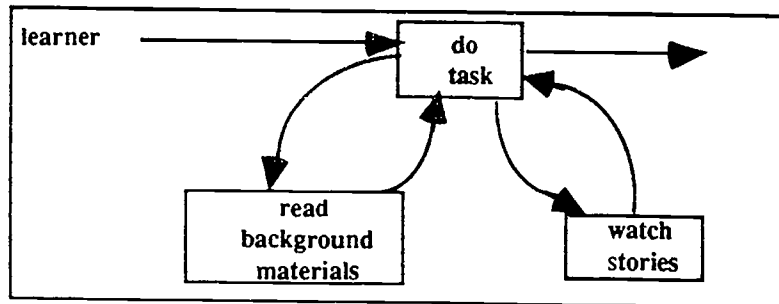 learner
do
task
read
background
materials
watch
stories